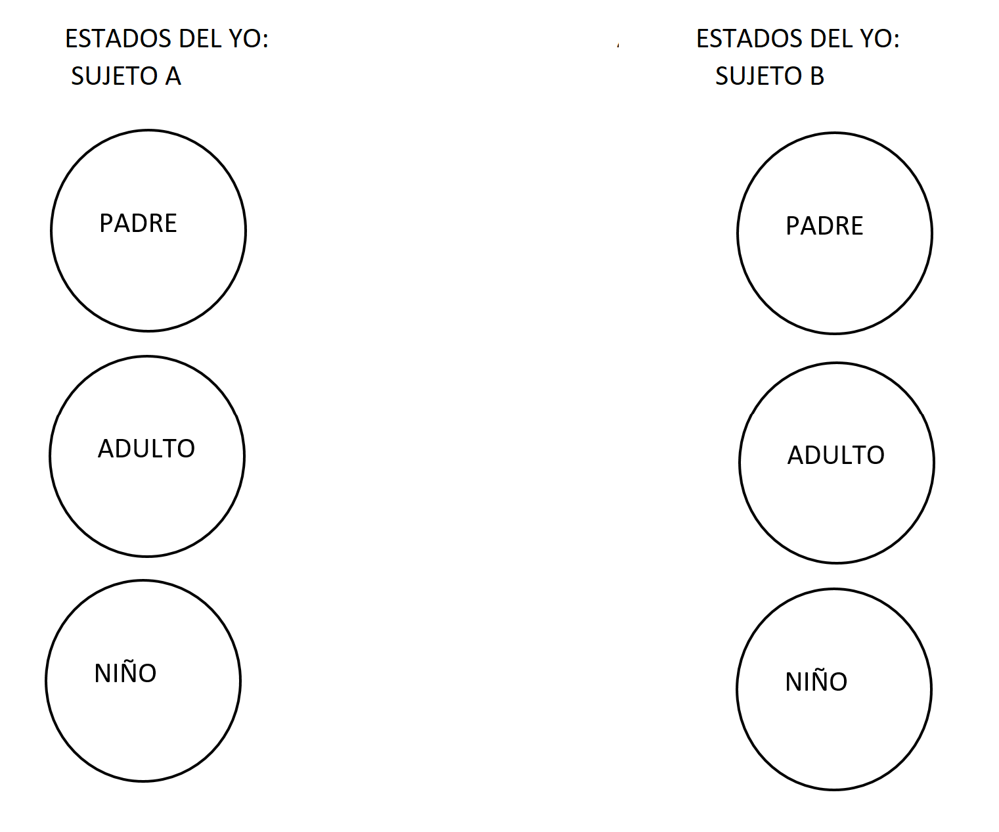 ESTADOS DEL YO:
SUJETO A
PADRE
ADULTO
NIÑO
ESTADOS DEL YO:
SUJETO B
PADRE
ADULTO
NIÑO